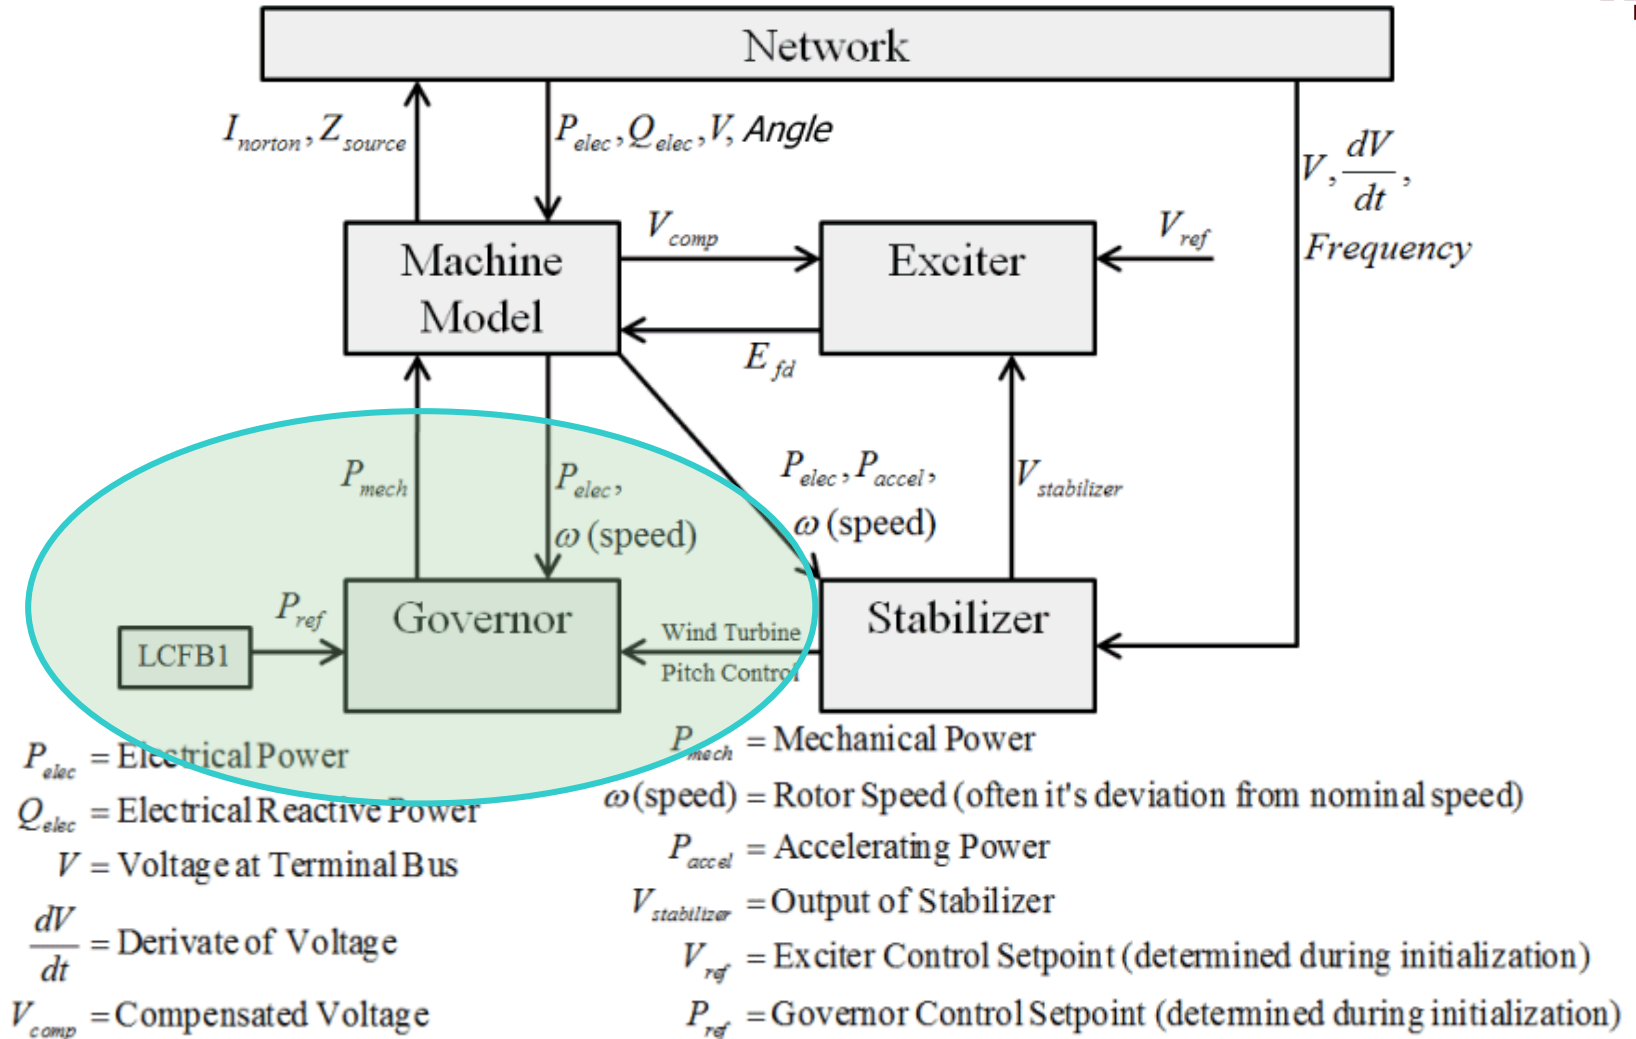 Network
I_norton, Z_source
P_elec, Q_elec, V, Angle
V, dV/dt,
Frequency
Machine
Model
V_comp
Exciter
V_ref
E_fd
P_mech
P_elec,
ω (speed)
P_elec, P_accel,
ω (speed)
V_stabilizer
LCFB1
P_ref
Governor
Wind Turbine
Pitch Control
Stabilizer
P_elec = Electrical Power
Q_elec = Electrical Reactive Power
V = Voltage at Terminal Bus
dV/dt = Derivate of Voltage
V_comp = Compensated Voltage
P_mech = Mechanical Power
ω (speed) = Rotor Speed (often it's deviation from nominal speed)
P_accel = Accelerating Power
V_stabilizer = Output of Stabilizer
V_ref = Exciter Control Setpoint (determined during initialization)
P_ref = Governor Control Setpoint (determined during initialization)